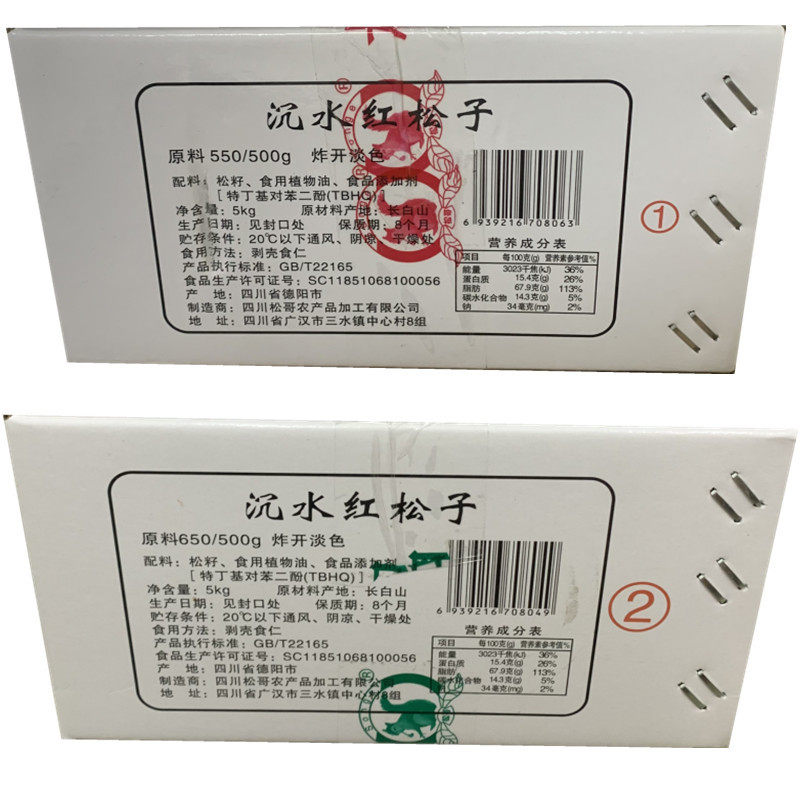 沉水红松子
原料 550/500g 炸开淡色
配料：松籽、食用植物油、食品添加剂
[ 特丁基对苯二酚(TBHQ) ]
净含量：5kg 原材料产地：长白山
生产日期：见封口处 保质期：8个月
贮存条件：20℃以下通风、阴凉、干燥处
食用方法：剥壳食仁
产品执行标准：GB/T22165
食品生产许可证号：SC11851068100056
产 地：四川省德阳市
制造商：四川松哥农产品加工有限公司
地 址：四川省广汉市三水镇中心村8组
6 939216 708063
营养成分表
项目 每100克(g) 营养素参考值%
能量 3023千焦(kJ) 36%
蛋白质 15.4克(g) 26%
脂肪 67.9克(g) 113%
碳水化合物 14.3克(g) 5%
钠 34毫克(mg) 2%
①
沉水红松子
原料650/500g 炸开淡色
配料：松籽、食用植物油、食品添加剂
[ 特丁基对苯二酚(TBHQ) ]
净含量：5kg 原材料产地：长白山
生产日期：见封口处 保质期：8个月
贮存条件：20℃以下通风、阴凉、干燥处
食用方法：剥壳食仁
产品执行标准：GB/T22165
食品生产许可证号：SC11851068100056
产 地：四川省德阳市
制造商：四川松哥农产品加工有限公司
地 址：四川省广汉市三水镇中心村8组
6 939216 708049
营养成分表
项目 每100克(g) 营养素参考值%
能量 3023千焦(kJ) 36%
蛋白质 15.4克(g) 26%
脂肪 67.9克(g) 113%
碳水化合物 14.3克(g) 5%
34毫克(mg) 2%
②